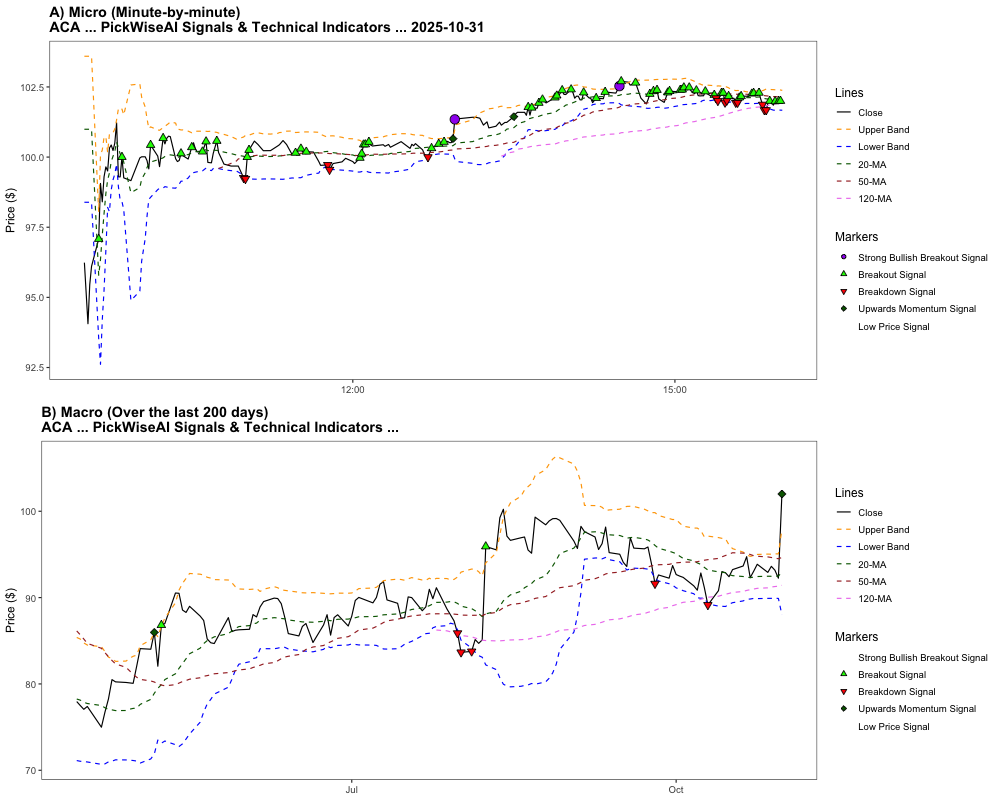 A) Micro (Minute-by-minute)
ACA ... PickWiseAI Signals & Technical Indicators ... 2025-10-31
Price ($)
102.5
100.0
97.5
95.0
92.5
12:00
15:00
Lines
Close
Upper Band
Lower Band
20-MA
50-MA
120-MA
Markers
Strong Bullish Breakout Signal
Breakout Signal
Breakdown Signal
Upwards Momentum Signal
Low Price Signal
B) Macro (Over the last 200 days)
ACA ... PickWiseAI Signals & Technical Indicators ...
Price ($)
100
90
80
70
Jul
Oct
Lines
Close
Upper Band
Lower Band
20-MA
50-MA
120-MA
Markers
Strong Bullish Breakout Signal
Breakout Signal
Breakdown Signal
Upwards Momentum Signal
Low Price Signal